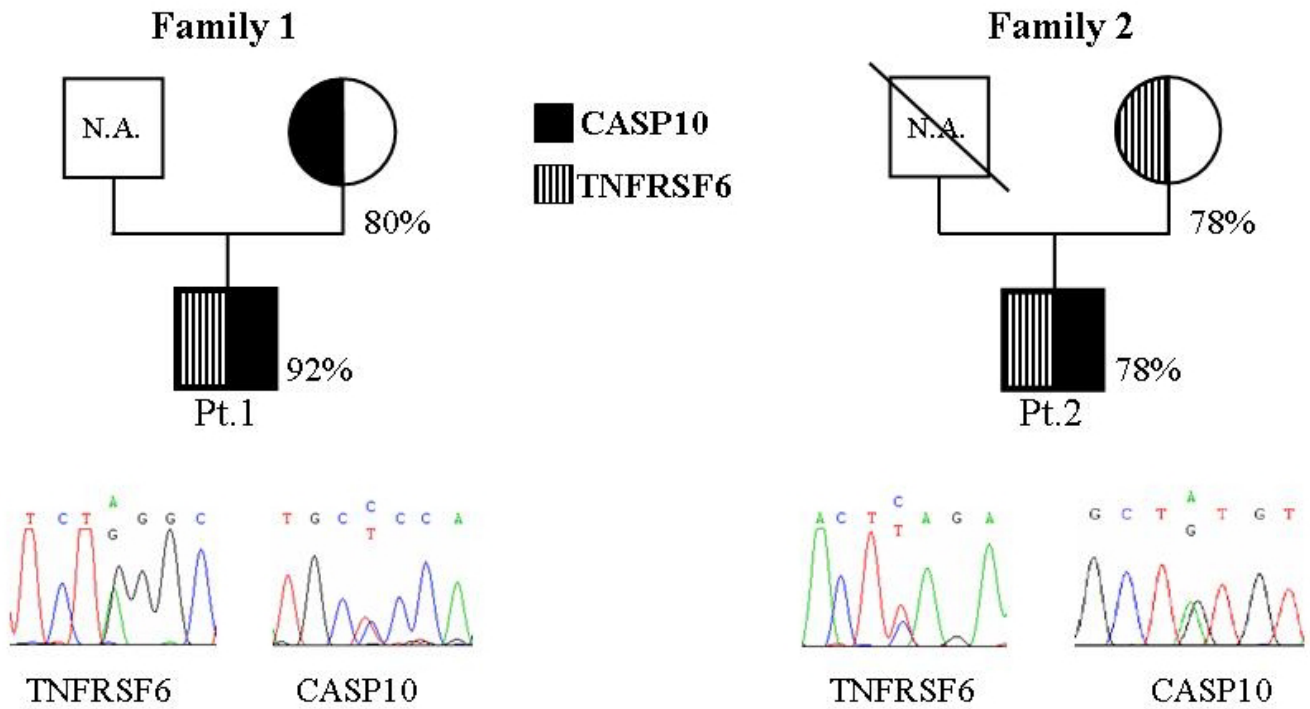 Family 1
Family 2
N.A.
N.A.
CASP10
TNFRSF6
80%
78%
92%
78%
Pt.1
Pt.2
A
T C T G G C
G
C
T G C C C A
T
C
A C T A G A
T
A
G C T T G T
G
TNFRSF6
CASP10
TNFRSF6
CASP10